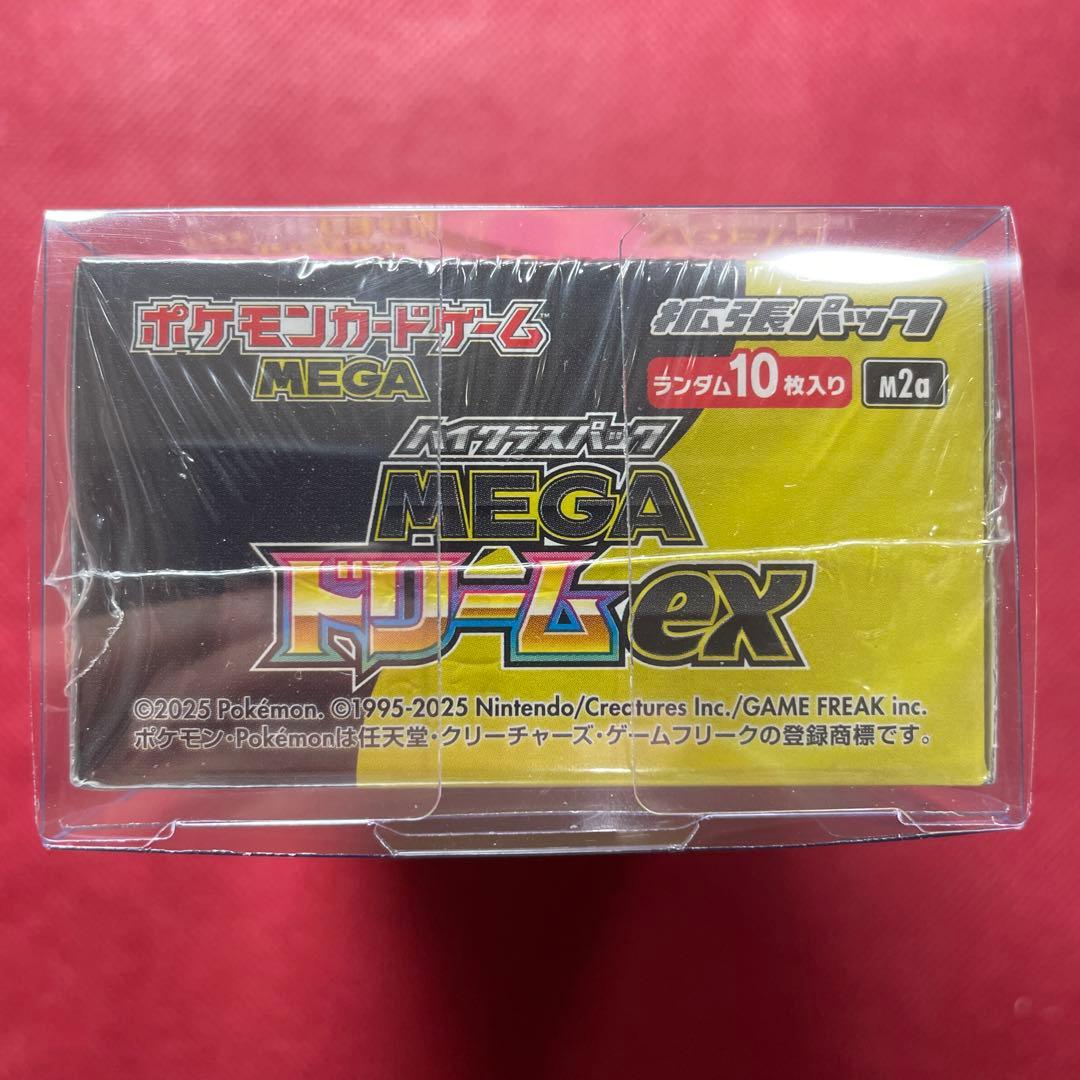 ポケモンカードゲーム™
MEGA
拡張パック
ランダム10枚入り
M2a
ハイクラスパック
MEGA
ドリームex
©2025 Pokémon. ©1995-2025 Nintendo/Creatures Inc./GAME FREAK inc.
ポケモン・Pokémonは任天堂・クリーチャーズ・ゲームフリークの登録商標です。